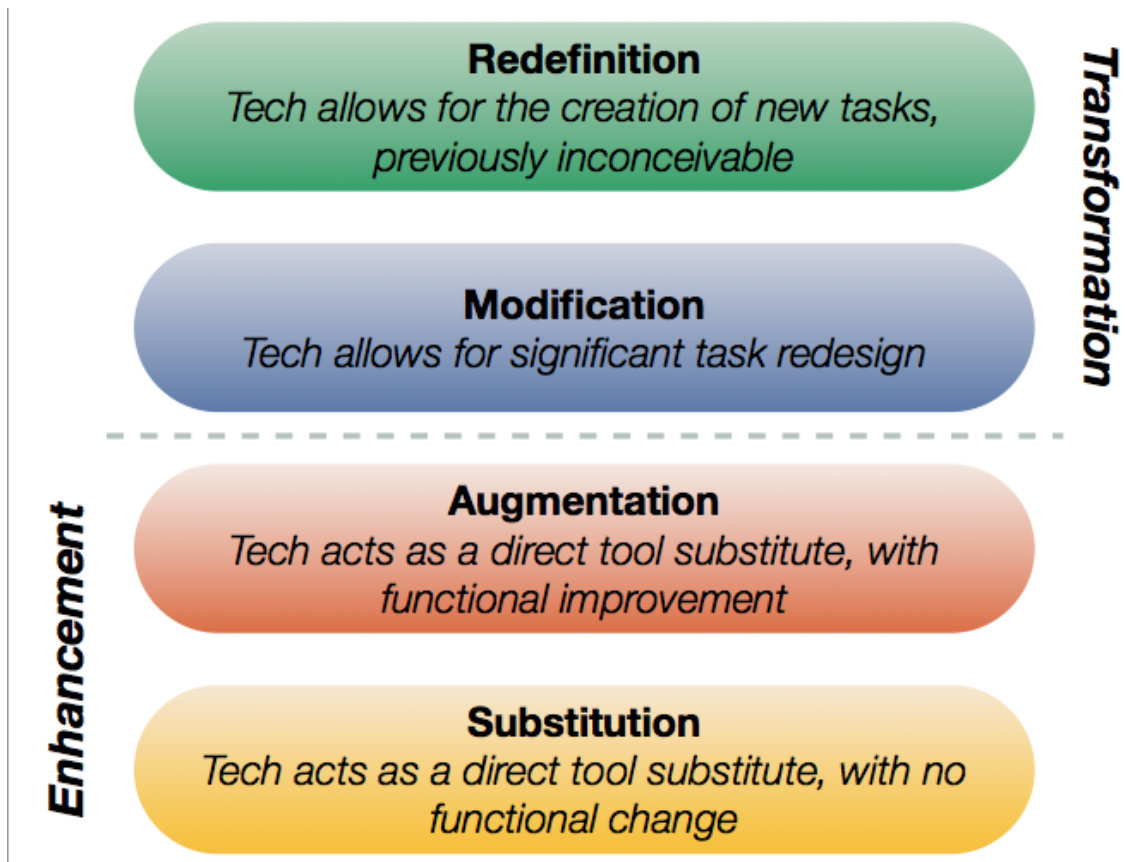 Redefinition
Tech allows for the creation of new tasks,
previously inconceivable
Transformation
Modification
Tech allows for significant task redesign
Augmentation
Tech acts as a direct tool substitute, with
functional improvement
Enhancement
Substitution
Tech acts as a direct tool substitute, with no
functional change